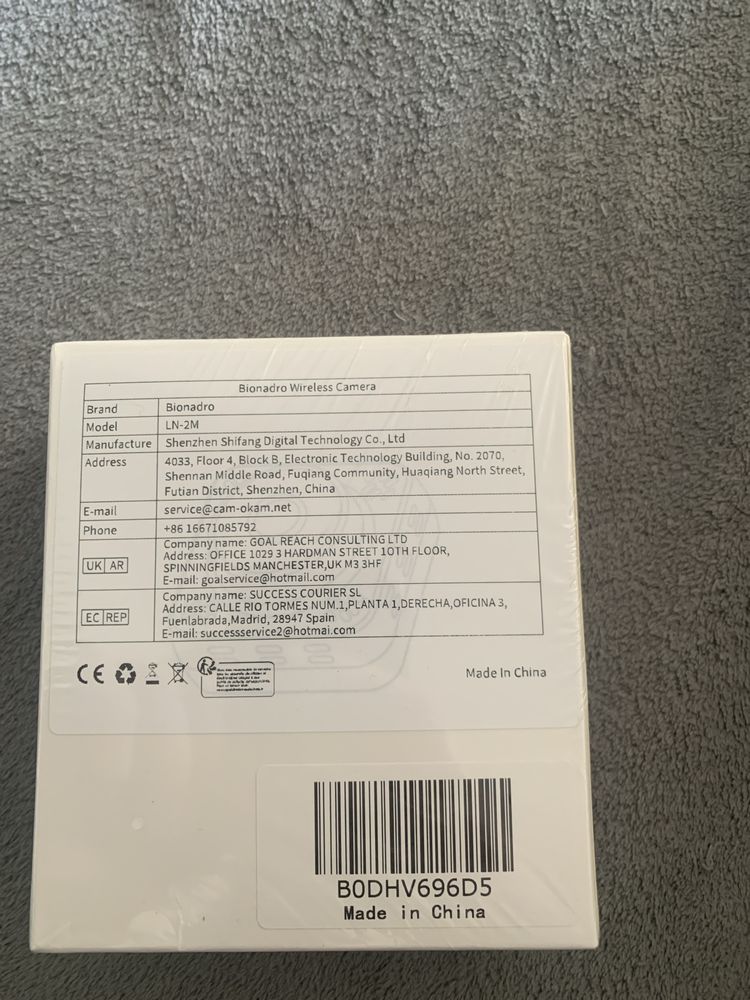 Bionadro Wireless Camera
Brand Bionadro
Model LN-2M
Manufacture Shenzhen Shifang Digital Technology Co., Ltd
Address 4033, Floor 4, Block B, Electronic Technology Building, No. 2070,
Shennan Middle Road, Fuqiang Community, Huaqiang North Street,
Futian District, Shenzhen, China
E-mail service@cam-okam.net
Phone +86 16671085792
UK AR
Company name: GOAL REACH CONSULTING LTD
Address: OFFICE 1029 3 HARDMAN STREET 10TH FLOOR,
SPINNINGFIELDS MANCHESTER,UK M3 3HF
E-mail: goalservice@hotmail.com
EC REP
Company name: SUCCESS COURIER SL
Address: CALLE RIO TORMES NUM.1,PLANTA 1,DERECHA,OFICINA 3,
Fuenlabrada,Madrid, 28947 Spain
E-mail: successservice2@hotmai.com
CE
Made In China
B0DHV696D5
Made in China